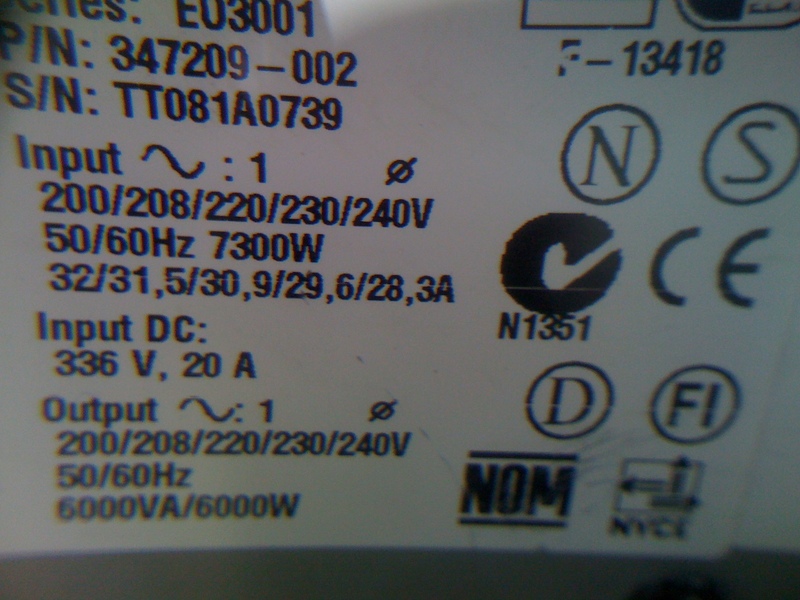 eries: EU3001
P/N: 347209-002
S/N: TT081A0739
F-13418
Input ∿ : 1 ø
200/208/220/230/240V
50/60Hz 7300W
32/31,5/30,9/29,6/28,3A
Input DC:
336 V, 20 A
Output ∿: 1 ø
200/208/220/230/240V
50/60Hz
6000VA/6000W
N S
CE
N1351
D FI
NOM
NYCE